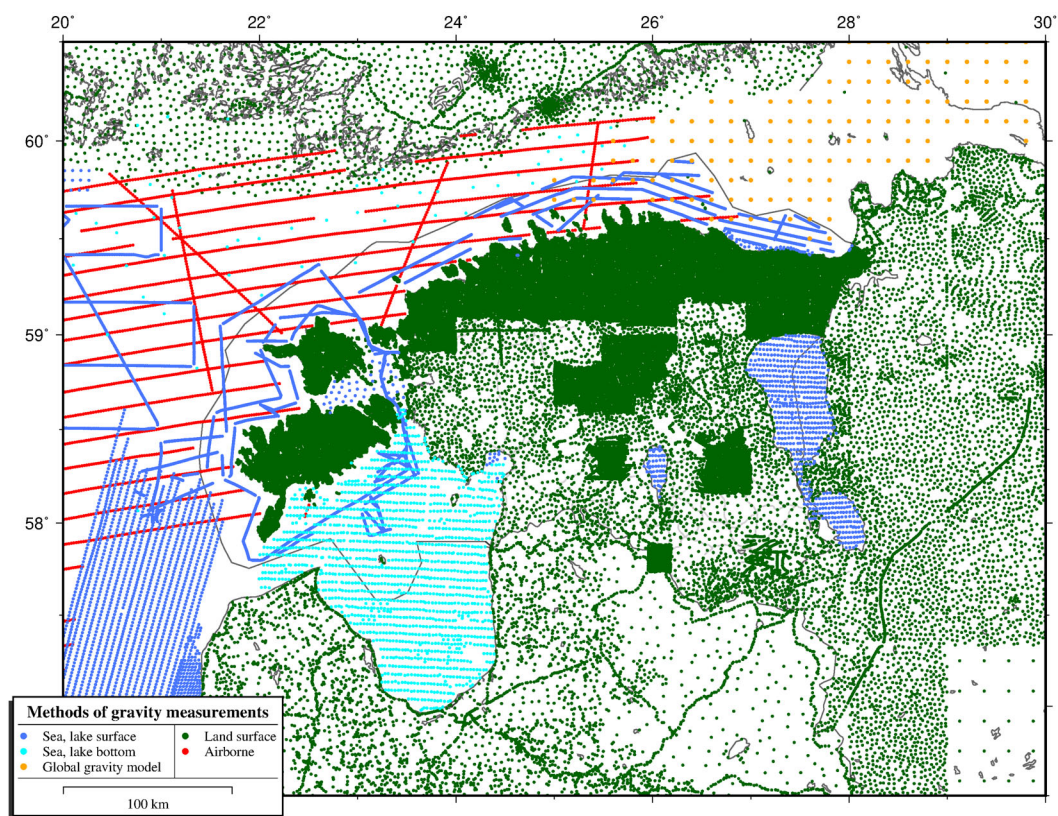 20˚ 22˚ 24˚ 26˚ 28˚ 30˚
60˚
59˚
58˚
Methods of gravity measurements
Sea, lake surface Land surface
Sea, lake bottom Airborne
Global gravity model
100 km